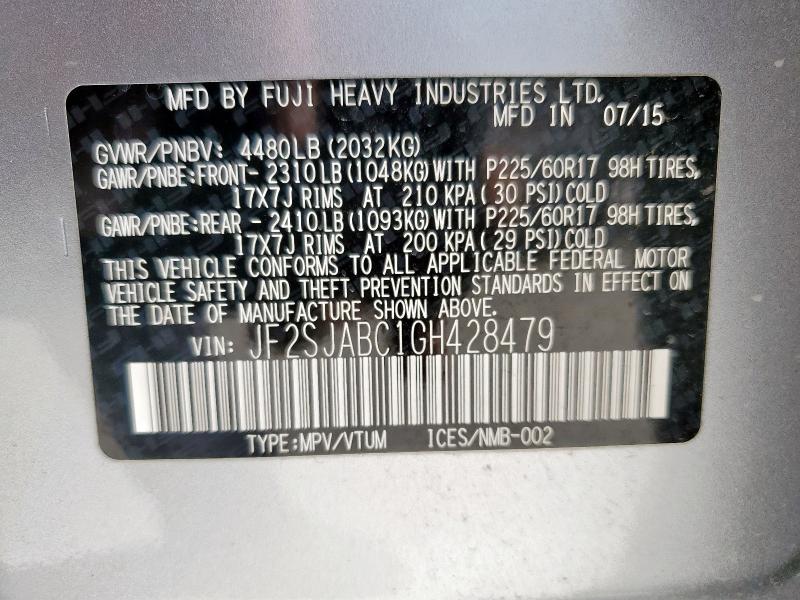 MFD BY FUJI HEAVY INDUSTRIES LTD.
MFD IN 07/15
GVWR/PNBV: 4480LB (2032KG)
GAWR/PNBE:FRONT- 2310LB (1048KG) WITH P225/60R17 98H TIRES,
17X7J RIMS AT 210 KPA ( 30 PSI) COLD
GAWR/PNBE:REAR - 2410LB (1093KG) WITH P225/60R17 98H TIRES,
17X7J RIMS AT 200 KPA ( 29 PSI) COLD
THIS VEHICLE CONFORMS TO ALL APPLICABLE FEDERAL MOTOR
VEHICLE SAFETY AND THEFT PREVENTION STANDARDS IN EFFECT ON
THE DATE OF MANUFACTURE SHOWN ABOVE.
VIN: JF2SJABC1GH428479
TYPE:MPV/VTUM ICES/NMB-002